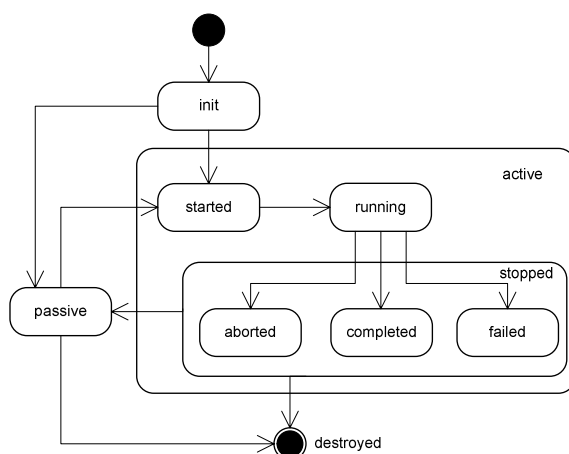 init
active
started
running
stopped
passive
aborted
completed
failed
destroyed